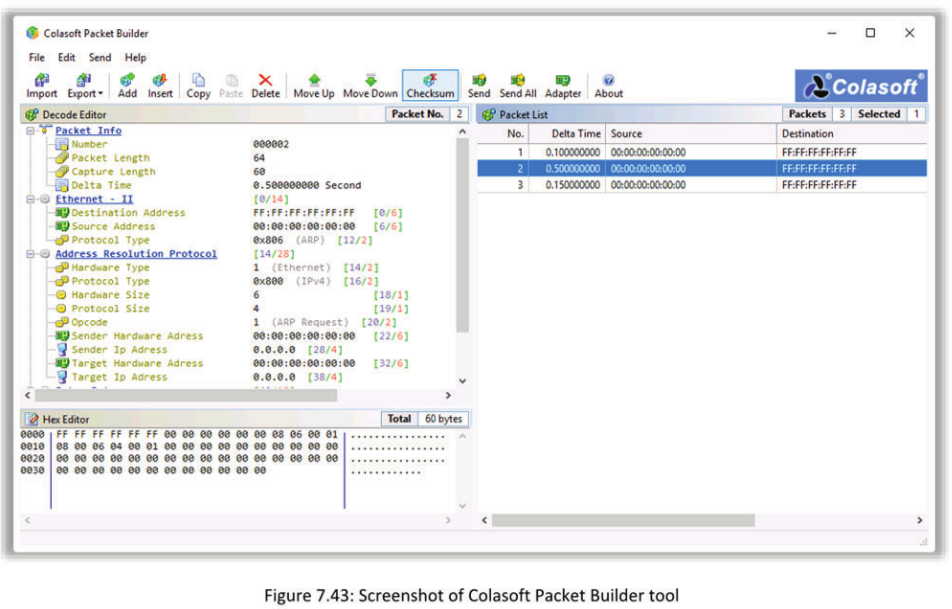 Colasoft Packet Builder
File Edit Send Help
Import Export Add Insert Copy Paste Delete Move Up Move Down Checksum Send Send All Adapter About
Colasoft®
Decode Editor Packet No. 2
Packet Info
Number 000002
Packet Length 64
Capture Length 60
Delta Time 0.500000000 Second
Ethernet - II [0/14]
Destination Address FF:FF:FF:FF:FF:FF [0/6]
Source Address 00:00:00:00:00:00 [6/6]
Protocol Type 0x806 (ARP) [12/2]
Address Resolution Protocol [14/28]
Hardware Type 1 (Ethernet) [14/2]
Protocol Type 0x800 (IPv4) [16/2]
Hardware Size 6 [18/1]
Protocol Size 4 [19/1]
Opcode 1 (ARP Request) [20/2]
Sender Hardware Adress 00:00:00:00:00:00 [22/6]
Sender Ip Adress 0.0.0.0 [28/4]
Target Hardware Adress 00:00:00:00:00:00 [32/6]
Target Ip Adress 0.0.0.0 [38/4]
Packet List Packets 3 Selected 1
No. Delta Time Source Destination
1 0.100000000 00:00:00:00:00:00 FF:FF:FF:FF:FF:FF
2 0.500000000 00:00:00:00:00:00 FF:FF:FF:FF:FF:FF
3 0.150000000 00:00:00:00:00:00 FF:FF:FF:FF:FF:FF
Hex Editor Total 60 bytes
0000 FF FF FF FF FF FF 00 00 00 00 00 00 08 06 00 01 ................
0010 08 00 06 04 00 01 00 00 00 00 00 00 00 00 00 00 ................
0020 00 00 00 00 00 00 00 00 00 00 00 00 00 00 00 00 ................
0030 00 00 00 00 00 00 00 00 00 00 00 00 ............
Figure 7.43: Screenshot of Colasoft Packet Builder tool